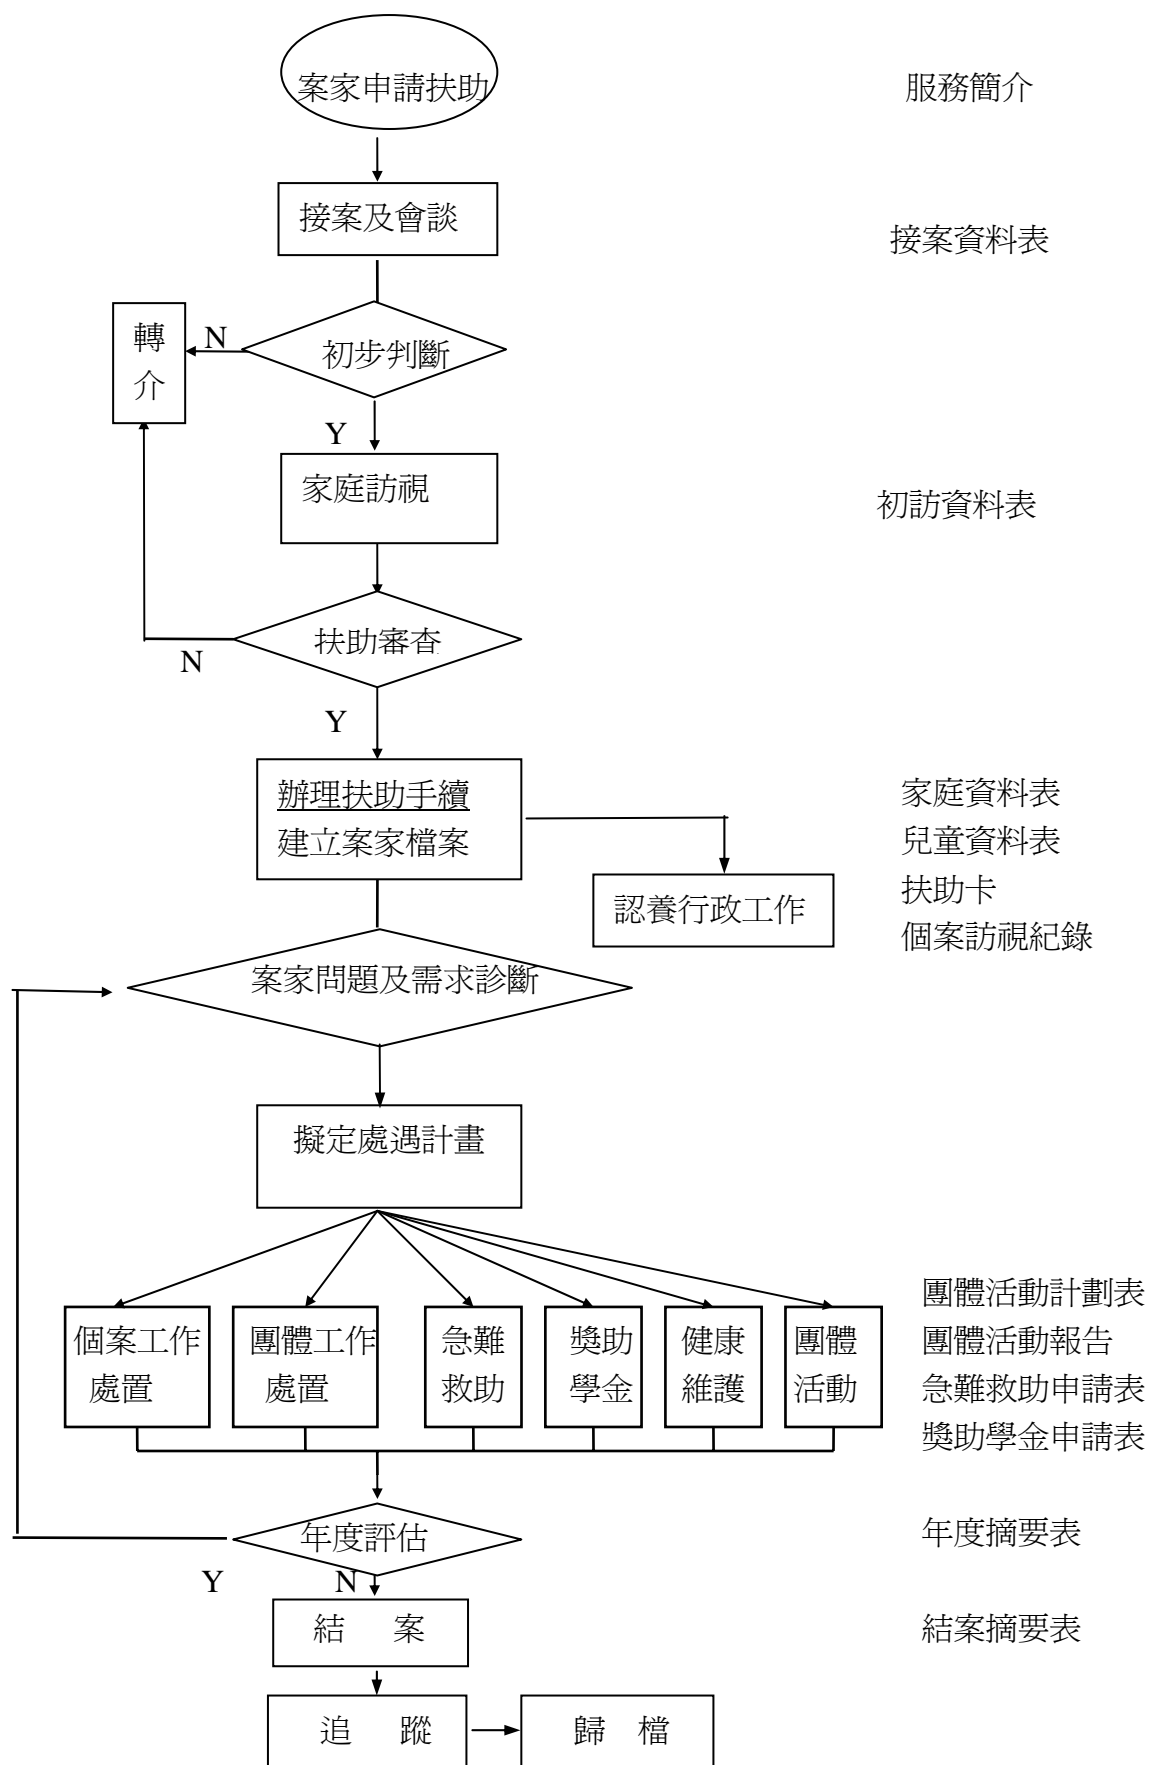 案家申請扶助
服務簡介
接案及會談
接案資料表
轉
介
N
初步判斷
Y
家庭訪視
初訪資料表
扶助審查
N
Y
辦理扶助手續
建立案家檔案
認養行政工作
家庭資料表
兒童資料表
扶助卡
個案訪視紀錄
案家問題及需求診斷
擬定處遇計畫
個案工作
處置
團體工作
處置
急難
救助
獎助
學金
健康
維護
團體
活動
團體活動計劃表
團體活動報告
急難救助申請表
獎助學金申請表
年度評估
年度摘要表
Y
N
結 案
結案摘要表
追 蹤
歸 檔